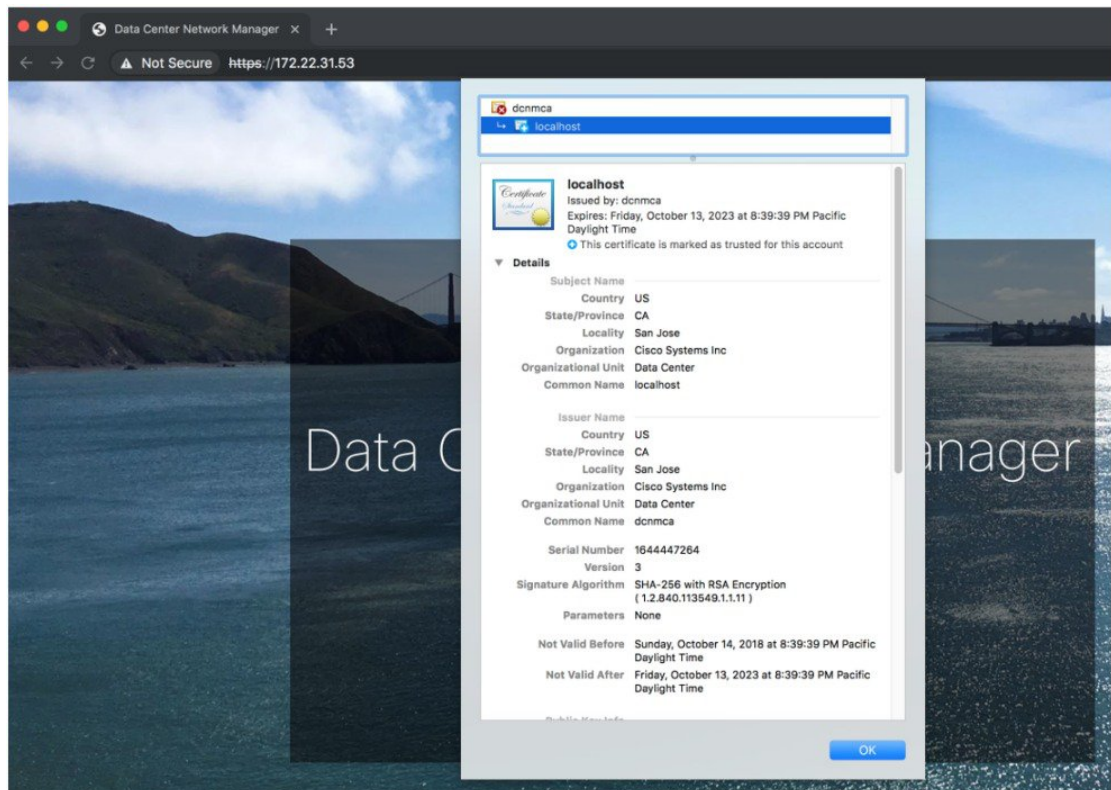 Data Center Network Manager
Not Secure https://172.22.31.53
dcnmca
localhost
Certificate
Standard
localhost
Issued by: dcnmca
Expires: Friday, October 13, 2023 at 8:39:39 PM Pacific
Daylight Time
This certificate is marked as trusted for this account
Details
Subject Name
Country US
State/Province CA
Locality San Jose
Organization Cisco Systems Inc
Organizational Unit Data Center
Common Name localhost
Issuer Name
Country US
State/Province CA
Locality San Jose
Organization Cisco Systems Inc
Organizational Unit Data Center
Common Name dcnmca
Serial Number 1644447264
Version 3
Signature Algorithm SHA-256 with RSA Encryption
( 1.2.840.113549.1.1.11 )
Parameters None
Not Valid Before Sunday, October 14, 2018 at 8:39:39 PM Pacific
Daylight Time
Not Valid After Friday, October 13, 2023 at 8:39:39 PM Pacific
Daylight Time
Public Key Info
OK
Data C
anager